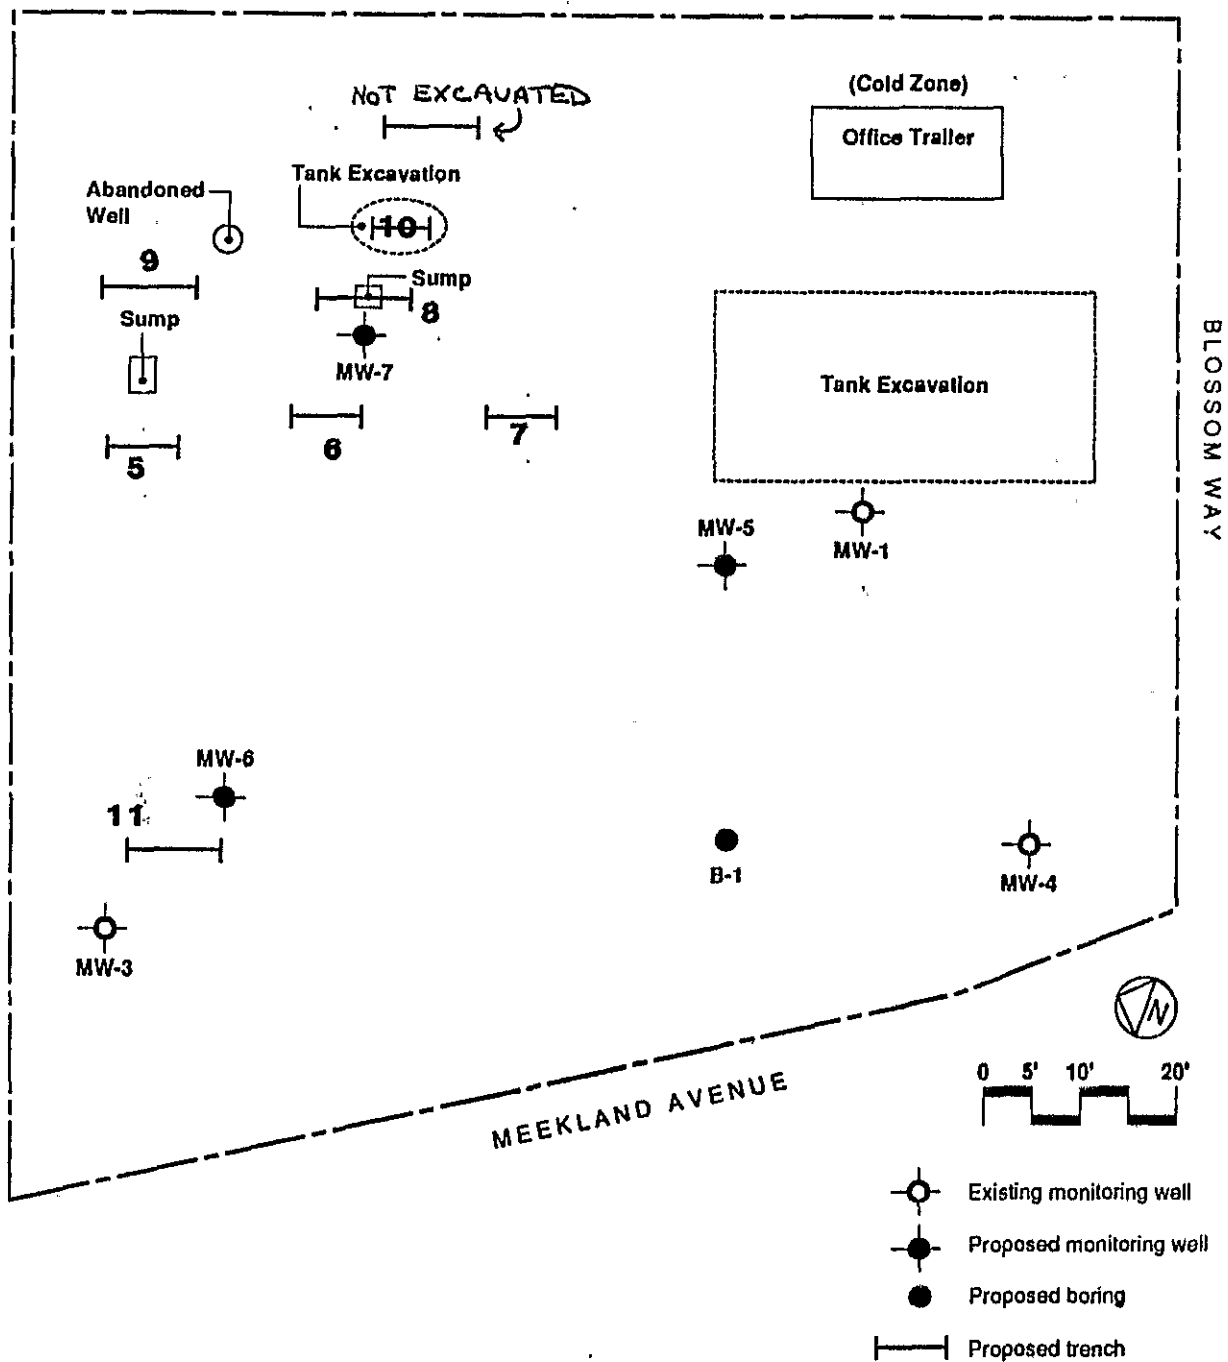 NOT EXCAVATED
(Cold Zone)
Office Trailer
Abandoned
Well
Tank Excavation
10
9
Sump
8
Sump
MW-7
Tank Excavation
BLOSSOM WAY
5
6
7
MW-5
MW-1
MW-6
11
B-1
MW-4
MW-3
N
MEEKLAND AVENUE
0 5' 10' 20'
Existing monitoring well
Proposed monitoring well
Proposed boring
Proposed trench